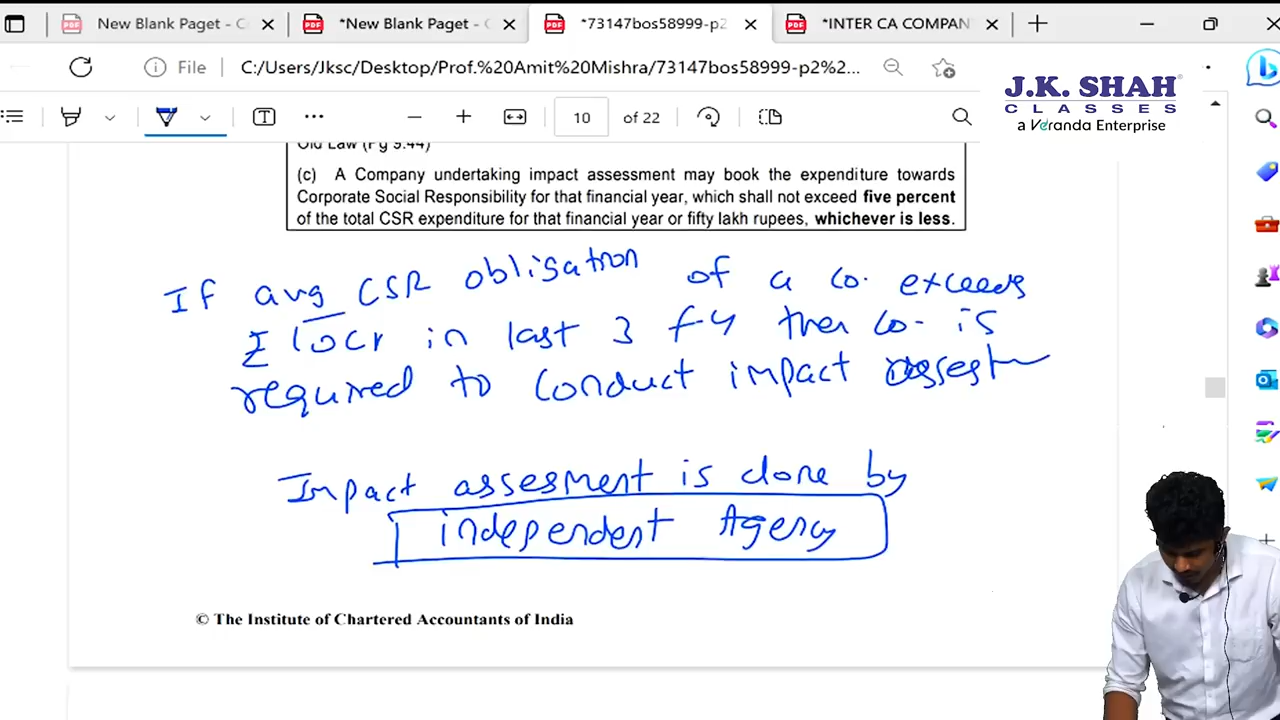 New Blank Paget - C
*New Blank Paget - C
*73147bos58999-p2
*INTER CA COMPAN
File
C:/Users/Jksc/Desktop/Prof.%20Amit%20Mishra/73147bos58999-p2%2...
J.K. SHAH
CLASSES
a Veranda Enterprise
10 of 22
Old Law (Pg 9.44)
(c) A Company undertaking impact assessment may book the expenditure towards
Corporate Social Responsibility for that financial year, which shall not exceed five percent
of the total CSR expenditure for that financial year or fifty lakh rupees, whichever is less.
If avg CSR obligation of a co. exceeds
₹ 10cr in last 3 fy then co. is
required to conduct impact
Impact assesment is done by
independent Agency
© The Institute of Chartered Accountants of India